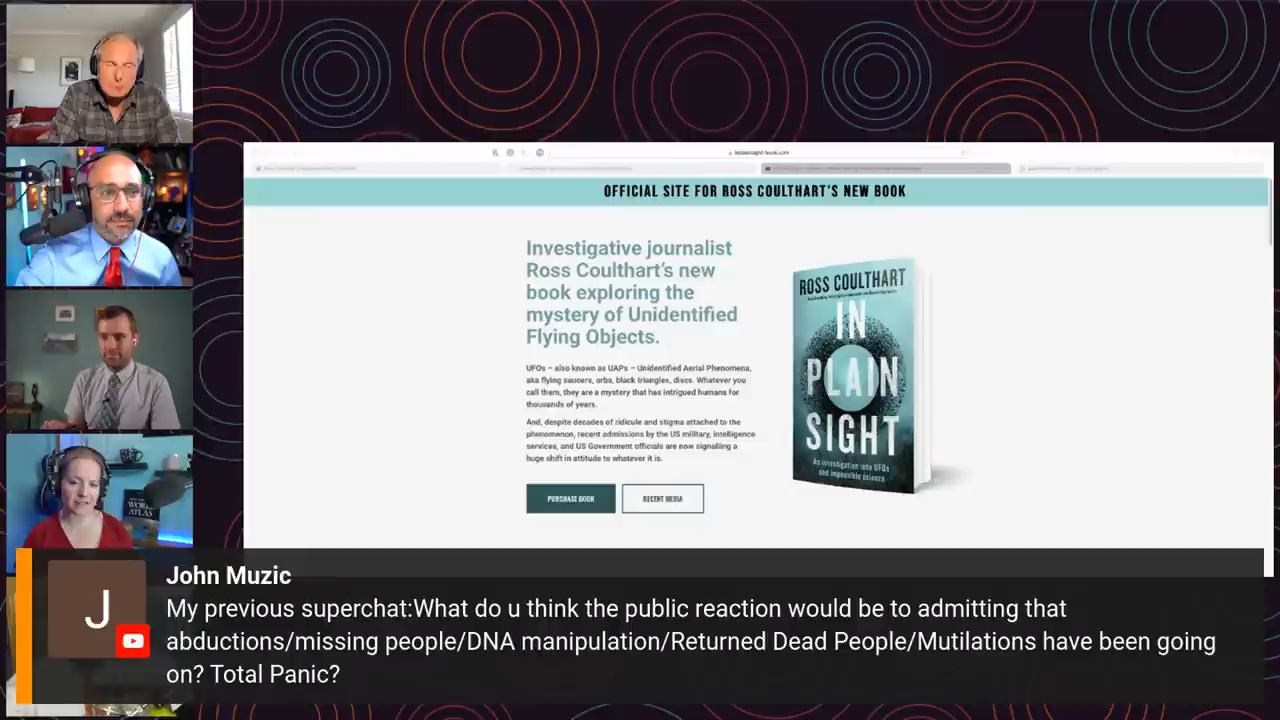 OFFICIAL SITE FOR ROSS COULTHART'S NEW BOOK
Investigative journalist
Ross Coulthart's new
book exploring the
mystery of Unidentified
Flying Objects.
UFOs – also known as UAPs – Unidentified Aerial Phenomena,
aka flying saucers, orbs, black triangles, discs. Whatever you
call them, they are a mystery that has intrigued humans for
thousands of years.
And, despite decades of ridicule and stigma attached to the
phenomenon, recent admissions by the US military, intelligence
services, and US Government officials are now signalling a
huge shift in attitude to whatever it is.
PURCHASE BOOK
RECENT MEDIA
ROSS COULTHART
IN
PLAIN
SIGHT
An investigation into UFOs
and impossible science
WORLD
ATLAS
J
John Muzic
My previous superchat:What do u think the public reaction would be to admitting that
abductions/missing people/DNA manipulation/Returned Dead People/Mutilations have been going
on? Total Panic?